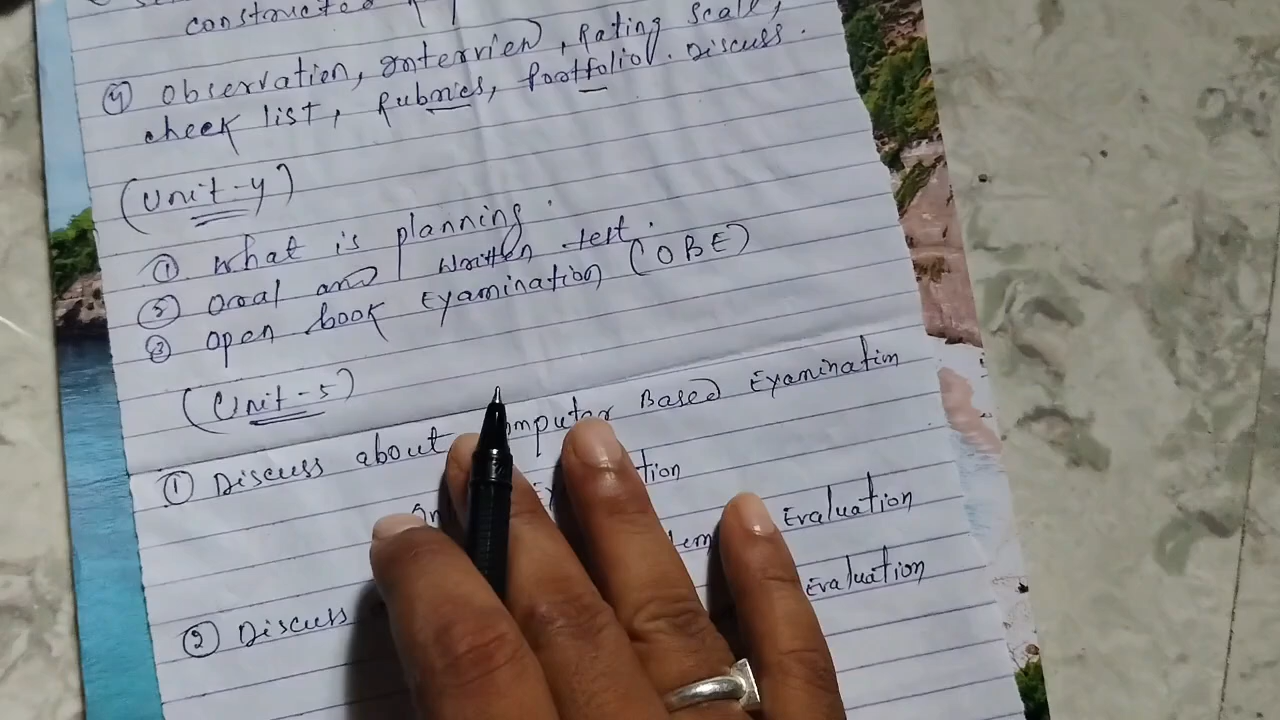 constructed
④ observation, interview, Rating scale,
check list, Rubrics, Portfolio. Discuss.
(Unit-4)
① what is planning.
② oral and written test.
③ open book Examination (OBE)
(Unit-5)
① Discuss about computer Based Examination
Evaluation
② Discuss Evaluation